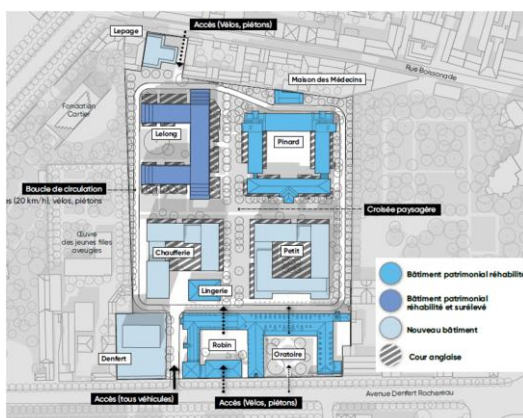 Accès (Vélos, piétons)
Lepage
Rue Boissonade
Maison des Médecins
Fondation
Cartier
Lelong
Pinard
Boucle de circulation
s (20 km/h), vélos, piétons
Croisée paysagère
Œuvre
des jeunes filles
aveugles
Chaufferie
Petit
Lingerie
Bâtiment patrimonial réhabilité
Bâtiment patrimonial
réhabilité et surélevé
Nouveau bâtiment
Cour anglaise
Denfert
Robin
Oratoire
Avenue Denfert Rochereau
Accès (tous véhicules)
Accès (Vélos, piétons)